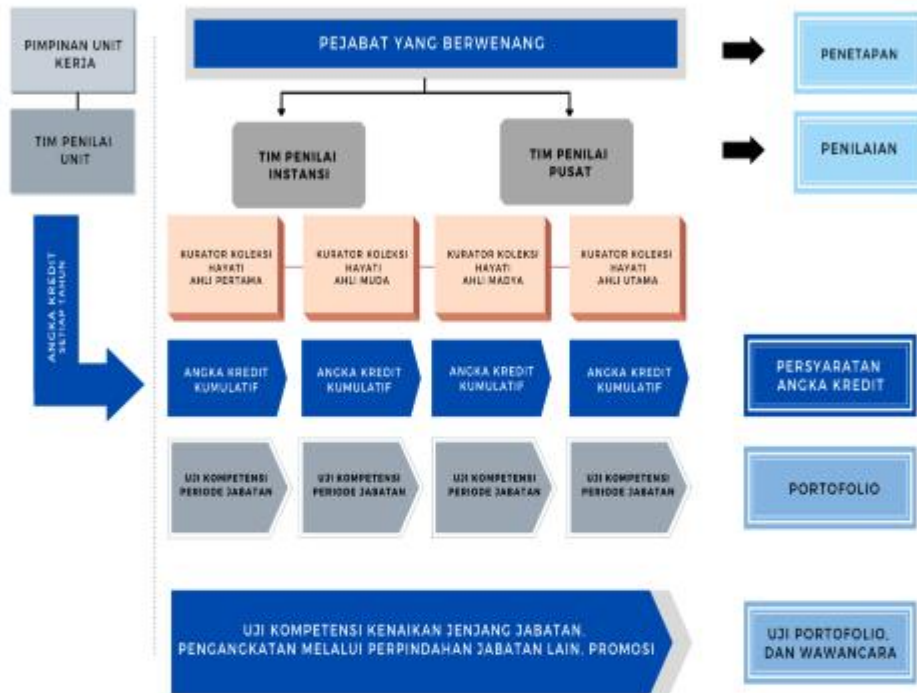 PIMPINAN UNIT
KERJA
TIM PENILAI
UNIT
ANGKA KREDIT
SETIAP TAHUN
PEJABAT YANG BERWENANG
PENETAPAN
TIM PENILAI
INSTANSI
TIM PENILAI
PUSAT
PENILAIAN
KURATOR KOLEKSI
HAYATI
AHLI PERTAMA
KURATOR KOLEKSI
HAYATI
AHLI MUDA
KURATOR KOLEKSI
HAYATI
AHLI MADYA
KURATOR KOLEKSI
HAYATI
AHLI UTAMA
ANGKA KREDIT
KUMULATIF
ANGKA KREDIT
KUMULATIF
ANGKA KREDIT
KUMULATIF
ANGKA KREDIT
KUMULATIF
PERSYARATAN
ANGKA KREDIT
UJI KOMPETENSI
PERIODE JABATAN
UJI KOMPETENSI
PERIODE JABATAN
UJI KOMPETENSI
PERIODE JABATAN
UJI KOMPETENSI
PERIODE JABATAN
PORTOFOLIO
UJI KOMPETENSI KENAIKAN JENJANG JABATAN,
PENGANGKATAN MELALUI PERPINDAHAN JABATAN LAIN, PROMOSI
UJI PORTOFOLIO,
DAN WAWANCARA